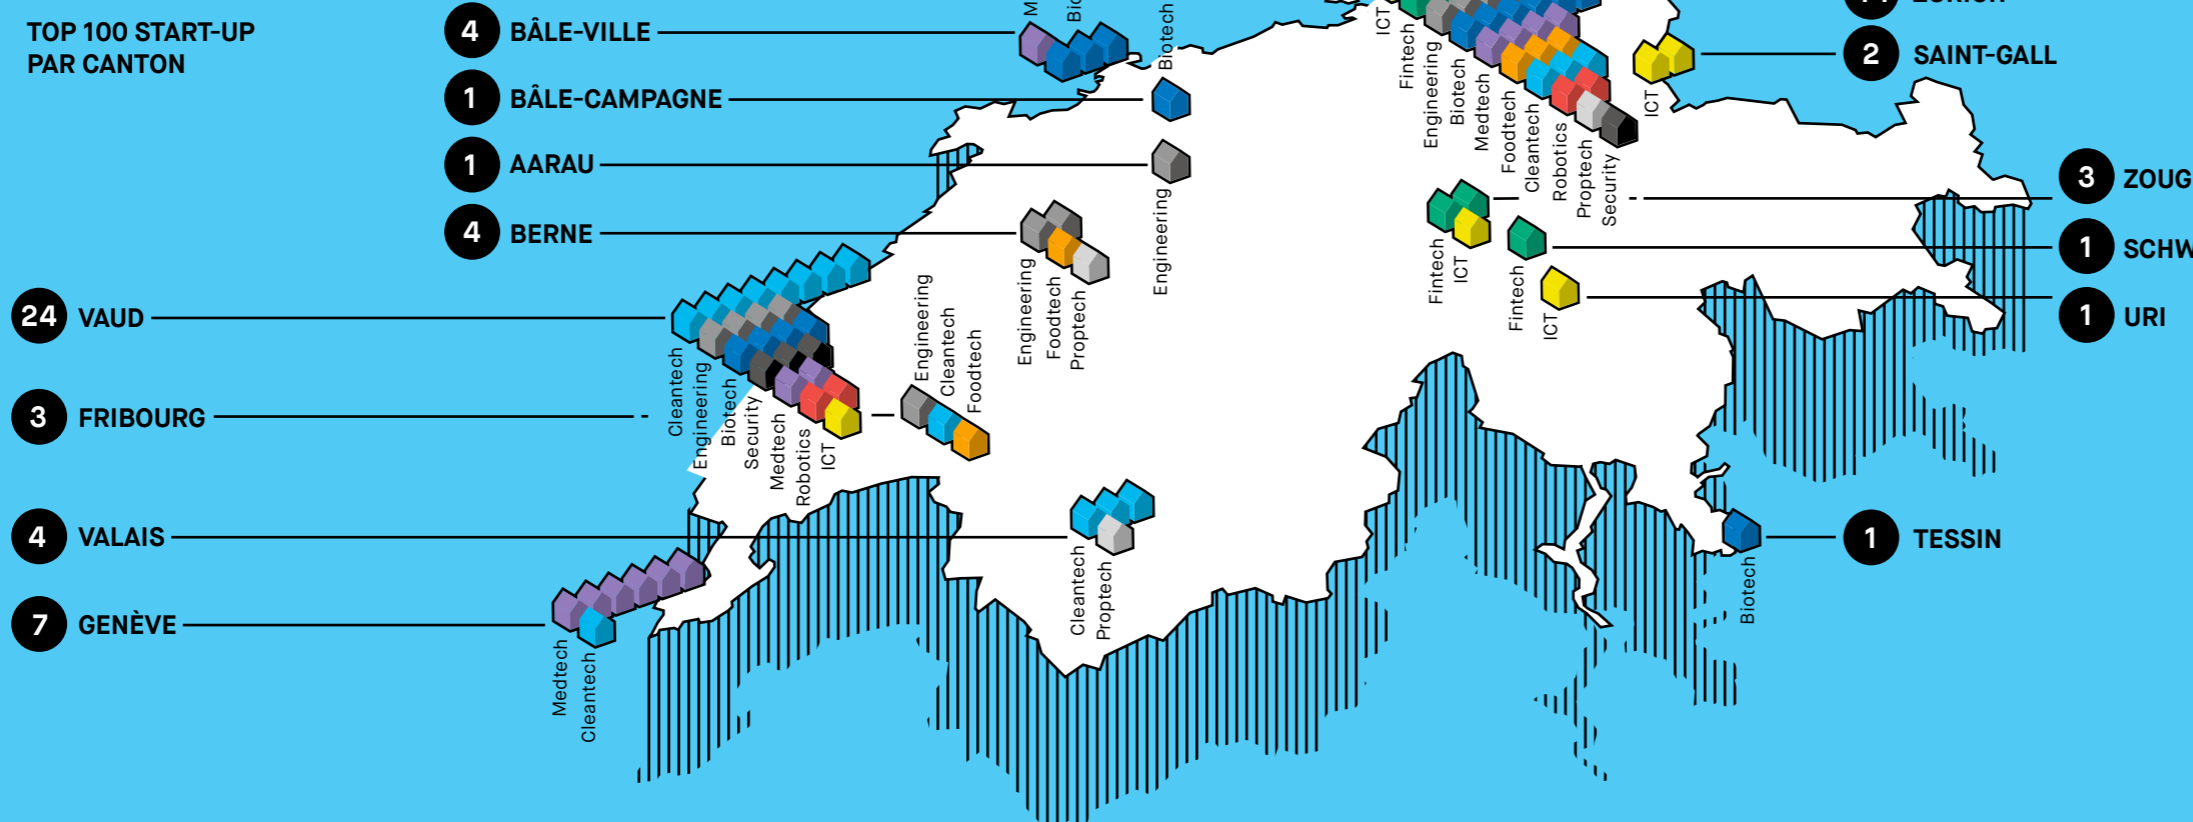 TOP 100 START-UP
PAR CANTON
4 BÂLE-VILLE
1 BÂLE-CAMPAGNE
1 AARAU
4 BERNE
24 VAUD
3 FRIBOURG
4 VALAIS
7 GENÈVE
2 SAINT-GALL
3 ZOUG
1 SCHW
1 URI
1 TESSIN
Biotech
Engineering
Engineering
Foodtech
Proptech
Cleantech
Engineering
Biotech
Security
Medtech
Robotics
ICT
Engineering
Cleantech
Foodtech
Cleantech
Proptech
Medtech
Cleantech
ICT
Fintech
Engineering
Biotech
Medtech
Foodtech
Cleantech
Robotics
Proptech
Security
ICT
Fintech
ICT
Fintech
ICT
Biotech